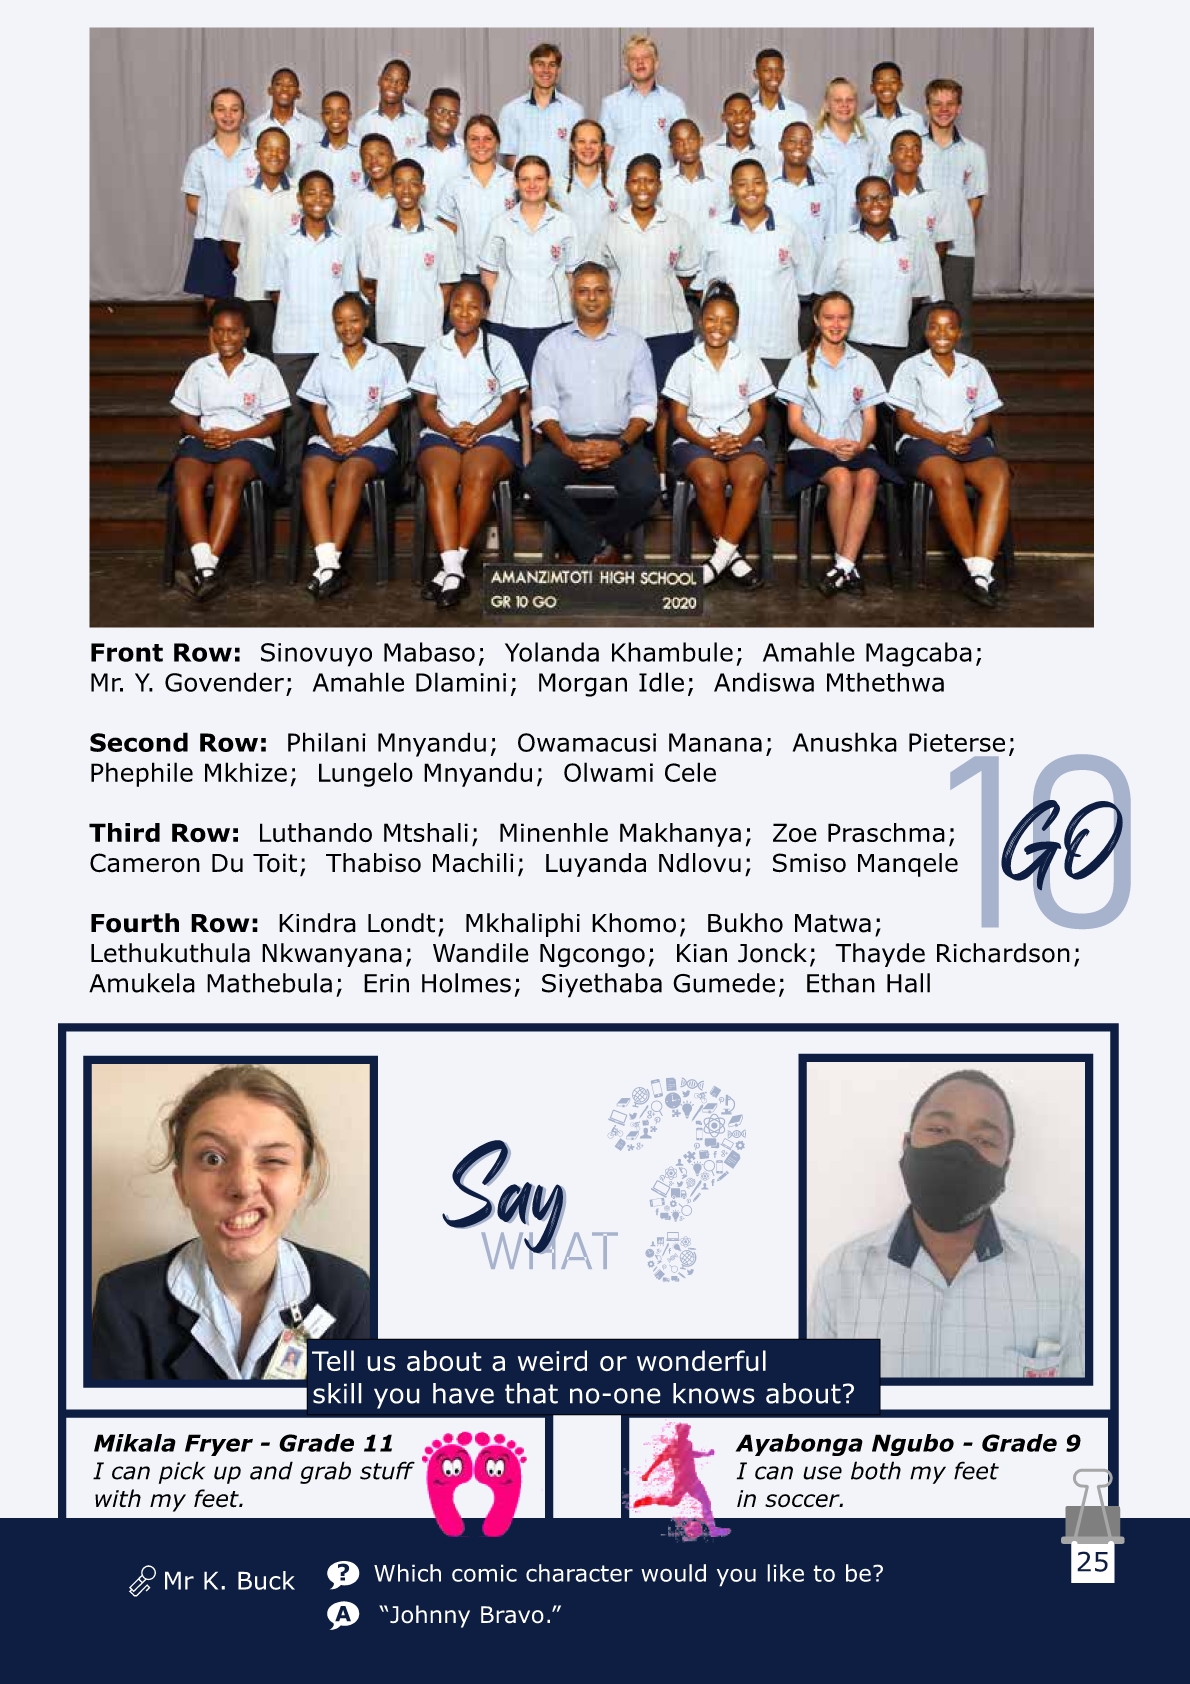 AMANZIMTOTI HIGH SCHOOL
GR 10 GO 2020
Front Row: Sinovuyo Mabaso; Yolanda Khambule; Amahle Magcaba;
Mr. Y. Govender; Amahle Dlamini; Morgan Idle; Andiswa Mthethwa
Second Row: Philani Mnyandu; Owamacusi Manana; Anushka Pieterse;
Phephile Mkhize; Lungelo Mnyandu; Olwami Cele
Third Row: Luthando Mtshali; Minenhle Makhanya; Zoe Praschma;
Cameron Du Toit; Thabiso Machili; Luyanda Ndlovu; Smiso Manqele
10
GO
Fourth Row: Kindra Londt; Mkhaliphi Khomo; Bukho Matwa;
Lethukuthula Nkwanyana; Wandile Ngcongo; Kian Jonck; Thayde Richardson;
Amukela Mathebula; Erin Holmes; Siyethaba Gumede; Ethan Hall
Say
WHAT
?
Tell us about a weird or wonderful
skill you have that no-one knows about?
Mikala Fryer - Grade 11
I can pick up and grab stuff
with my feet.
Ayabonga Ngubo - Grade 9
I can use both my feet
in soccer.
25
Mr K. Buck
? Which comic character would you like to be?
A “Johnny Bravo.”